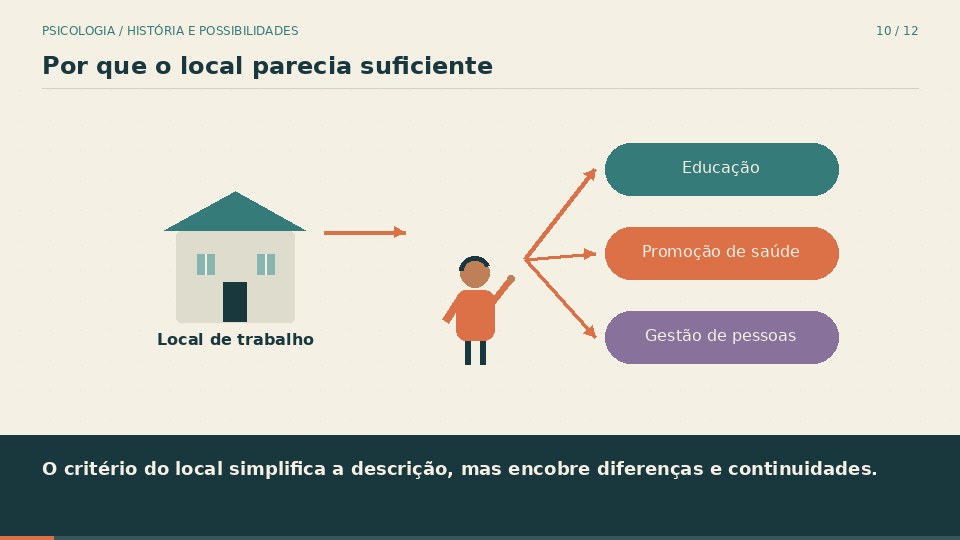 PSICOLOGIA / HISTÓRIA E POSSIBILIDADES
10 / 12
Por que o local parecia suficiente
Educação
Promoção de saúde
Gestão de pessoas
Local de trabalho
O critério do local simplifica a descrição, mas encobre diferenças e continuidades.